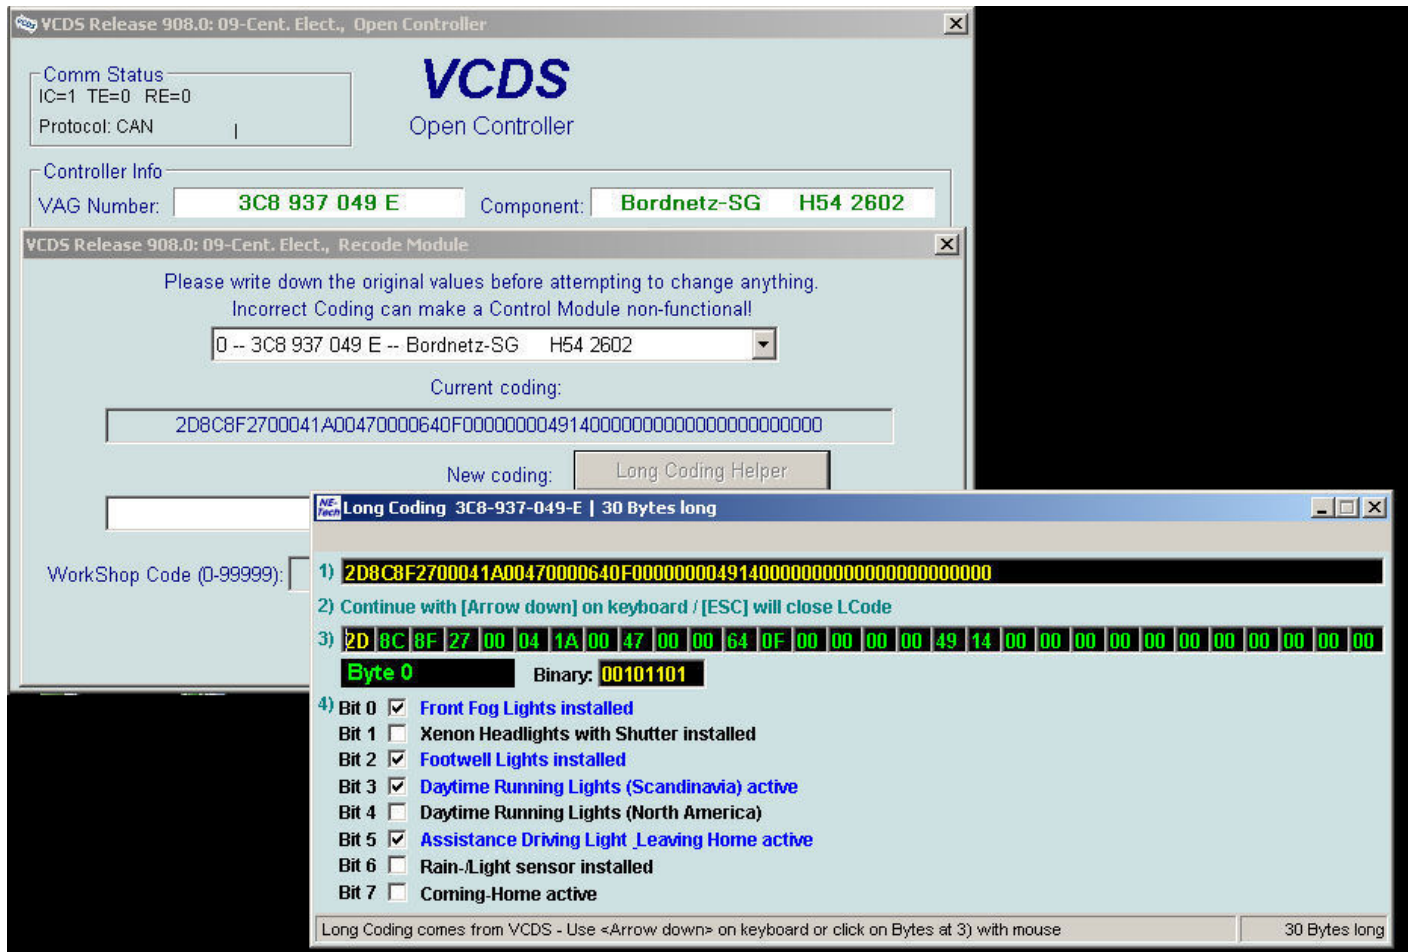 VCDS Release 908.0: 09-Cent. Elect., Open Controller
Comm Status
IC=1 TE=0 RE=0
Protocol: CAN
VCDS
Open Controller
Controller Info
VAG Number: 3C8 937 049 E Component: Bordnetz-SG H54 2602
VCDS Release 908.0: 09-Cent. Elect., Recode Module
Please write down the original values before attempting to change anything.
Incorrect Coding can make a Control Module non-functional!
0 -- 3C8 937 049 E -- Bordnetz-SG H54 2602
Current coding:
2D8C8F2700041A00470000640F00000000491400000000000000000000000000
New coding: Long Coding Helper
WorkShop Code (0-99999):
NE-Tech Long Coding 3C8-937-049-E | 30 Bytes long
1) 2D8C8F2700041A00470000640F00000000491400000000000000000000000000
2) Continue with [Arrow down] on keyboard / [ESC] will close LCode
3) 2D 8C 8F 27 00 04 1A 00 47 00 00 64 0F 00 00 00 00 49 14 00 00 00 00 00 00 00 00 00 00 00
Byte 0 Binary: 00101101
4) Bit 0 Front Fog Lights installed
Bit 1 Xenon Headlights with Shutter installed
Bit 2 Footwell Lights installed
Bit 3 Daytime Running Lights (Scandinavia) active
Bit 4 Daytime Running Lights (North America)
Bit 5 Assistance Driving Light _Leaving Home active
Bit 6 Rain-/Light sensor installed
Bit 7 Coming-Home active
Long Coding comes from VCDS - Use <Arrow down> on keyboard or click on Bytes at 3) with mouse 30 Bytes long